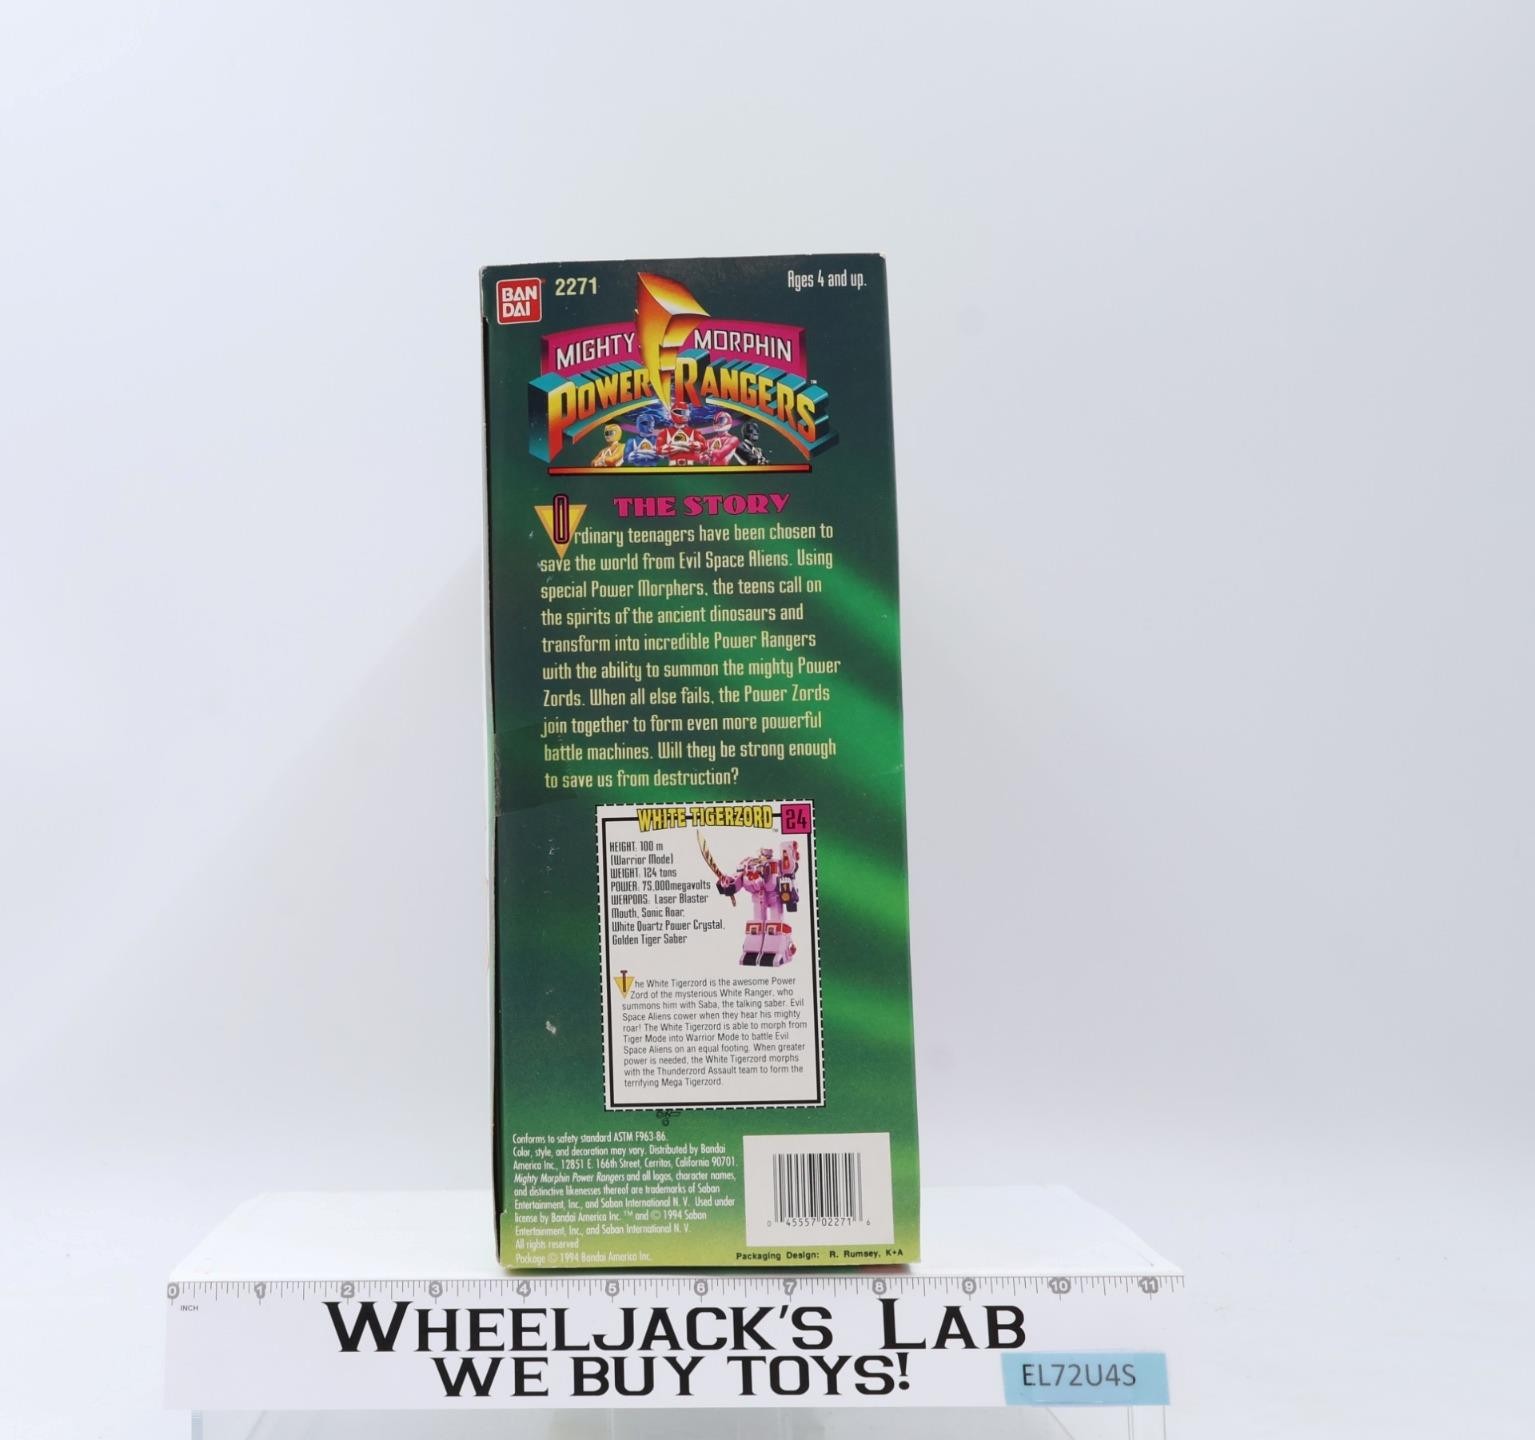 BAN
DAI
2271
Ages 4 and up.
MIGHTY MORPHIN
POWER RANGERS™
THE STORY
Ordinary teenagers have been chosen to
save the world from Evil Space Aliens. Using
special Power Morphers, the teens call on
the spirits of the ancient dinosaurs and
transform into incredible Power Rangers
with the ability to summon the mighty Power
Zords. When all else fails, the Power Zords
join together to form even more powerful
battle machines. Will they be strong enough
to save us from destruction?
WHITE TIGERZORD™ 24
HEIGHT: 100 m
(Warrior Mode)
WEIGHT: 124 tons
POWER: 75,000megavolts
WEAPONS: Laser Blaster
Mouth, Sonic Roar,
White Quartz Power Crystal,
Golden Tiger Saber
The White Tigerzord is the awesome Power
Zord of the mysterious White Ranger, who
summons him with Saba, the talking saber. Evil
Space Aliens cower when they hear his mighty
roar! The White Tigerzord is able to morph from
Tiger Mode into Warrior Mode to battle Evil
Space Aliens on an equal footing. When greater
power is needed, the White Tigerzord morphs
with the Thunderzord Assault team to form the
terrifying Mega Tigerzord.
Conforms to safety standard ASTM F963-86.
Color, style, and decoration may vary. Distributed by Bandai
America Inc., 12851 E. 166th Street, Cerritos, California 90701.
Mighty Morphin Power Rangers and all logos, character names,
and distinctive likenesses thereof are trademarks of Saban
Entertainment, Inc., and Saban International N. V. Used under
license by Bandai America Inc. ™ and © 1994 Saban
Entertainment, Inc., and Saban International N. V.
All rights reserved
Package © 1994 Bandai America Inc.
0 45557 02271 6
Packaging Design: R. Rumsey, K+A
0 1 2 3 4 5 6 7 8 9 10 11
INCH
WHEELJACK'S LAB
WE BUY TOYS!
EL72U4S